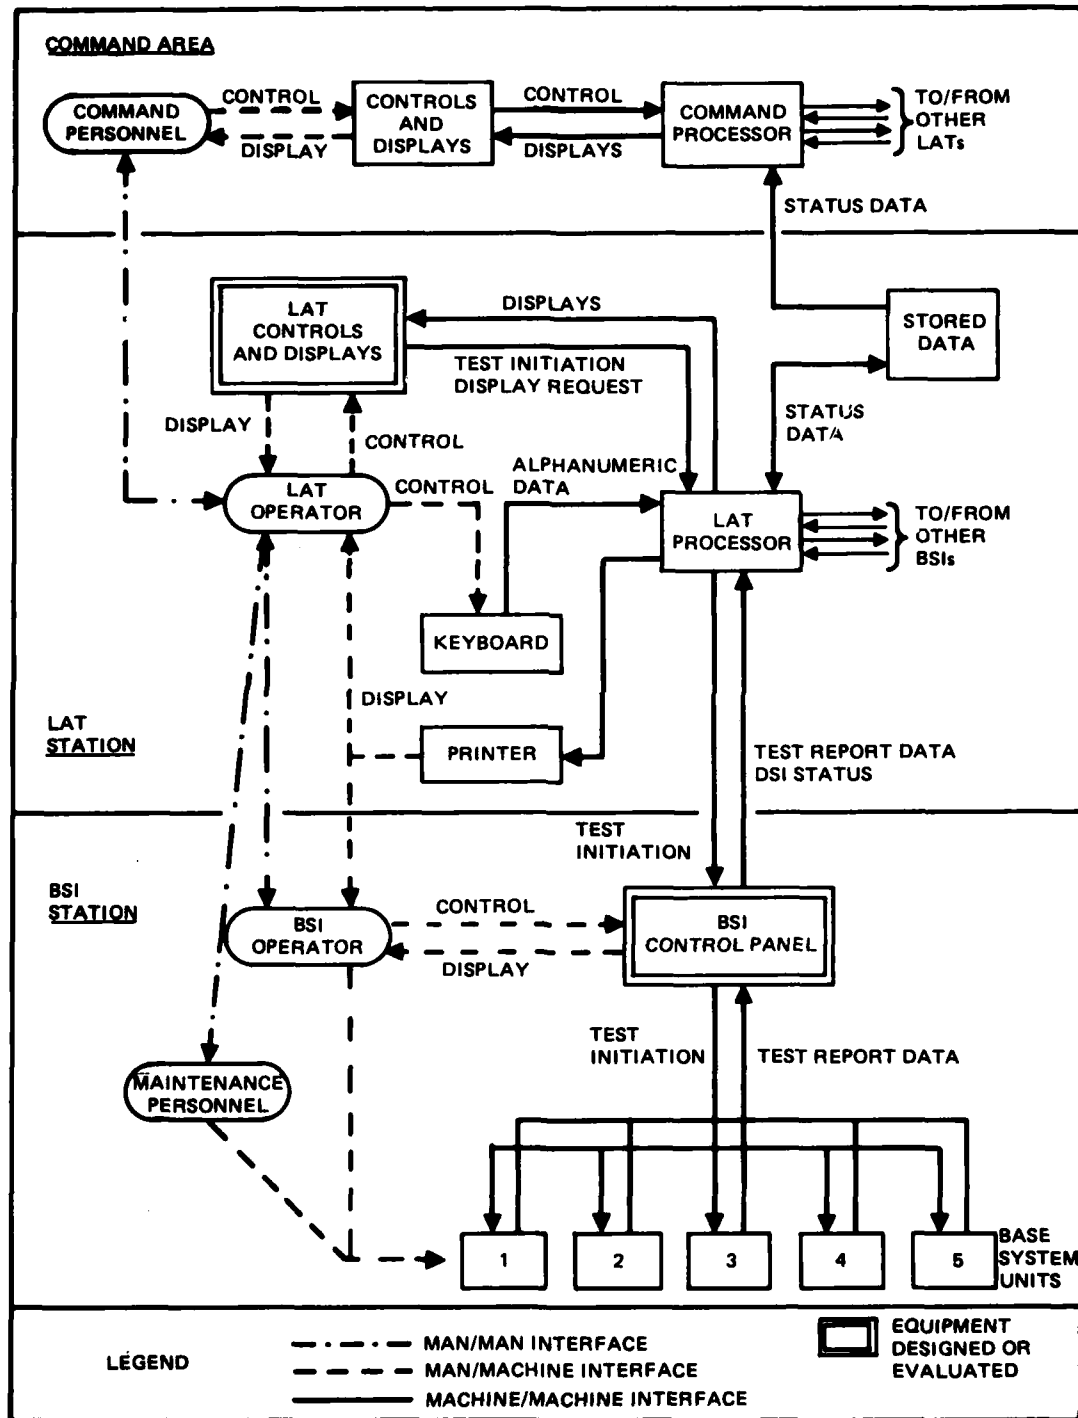 COMMAND AREA
COMMAND
PERSONNEL
CONTROL
DISPLAY
CONTROLS
AND
DISPLAYS
CONTROL
DISPLAYS
COMMAND
PROCESSOR
TO/FROM
OTHER
LATs
STATUS DATA
LAT
CONTROLS
AND DISPLAYS
DISPLAYS
TEST INITIATION
DISPLAY REQUEST
STORED
DATA
DISPLAY
CONTROL
STATUS
DATA
LAT
OPERATOR
CONTROL
ALPHANUMERIC
DATA
LAT
PROCESSOR
TO/FROM
OTHER
BSIs
KEYBOARD
DISPLAY
PRINTER
LAT
STATION
TEST REPORT DATA
DSI STATUS
TEST
INITIATION
BSI
STATION
BSI
OPERATOR
CONTROL
DISPLAY
BSI
CONTROL PANEL
TEST
INITIATION
TEST REPORT DATA
MAINTENANCE
PERSONNEL
1
2
3
4
5
BASE
SYSTEM
UNITS
LEGEND
MAN/MAN INTERFACE
MAN/MACHINE INTERFACE
MACHINE/MACHINE INTERFACE
EQUIPMENT
DESIGNED OR
EVALUATED